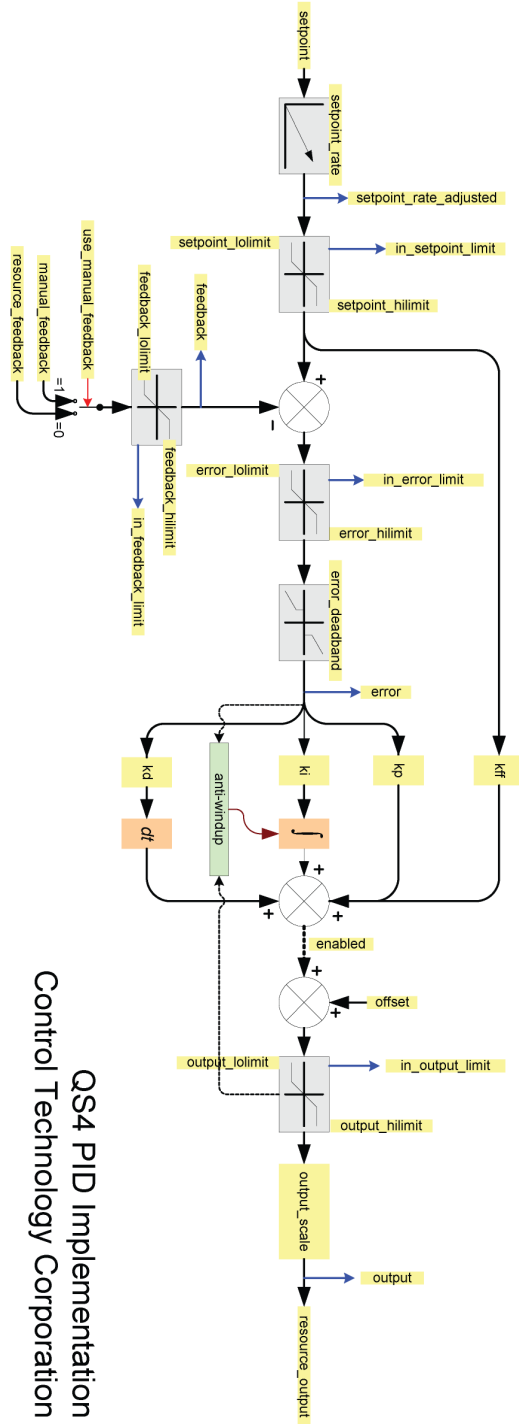 setpoint
setpoint_rate
setpoint_rate_adjusted
setpoint_lolimit
in_setpoint_limit
setpoint_hilimit
resource_feedback
manual_feedback
use_manual_feedback
=1
=0
feedback_lolimit
feedback_hilimit
in_feedback_limit
feedback
+
−
error_lolimit
in_error_limit
error_hilimit
error_deadband
error
kff
kp
ki
kd
dt
∫
anti-windup
+
+
+
enabled
+
+
offset
output_lolimit
in_output_limit
output_hilimit
output_scale
output
resource_output
QS4 PID Implementation
Control Technology Corporation